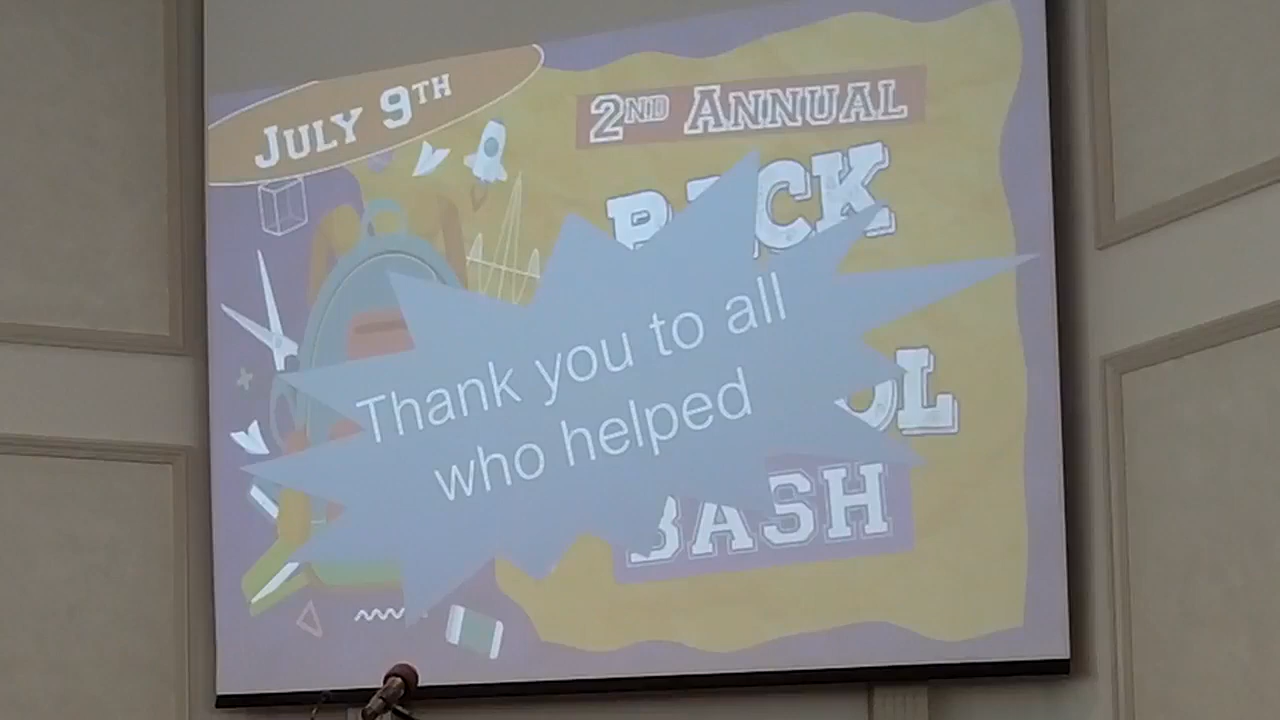 July 9th
2nd Annual
Thank you to all
who helped
Bash